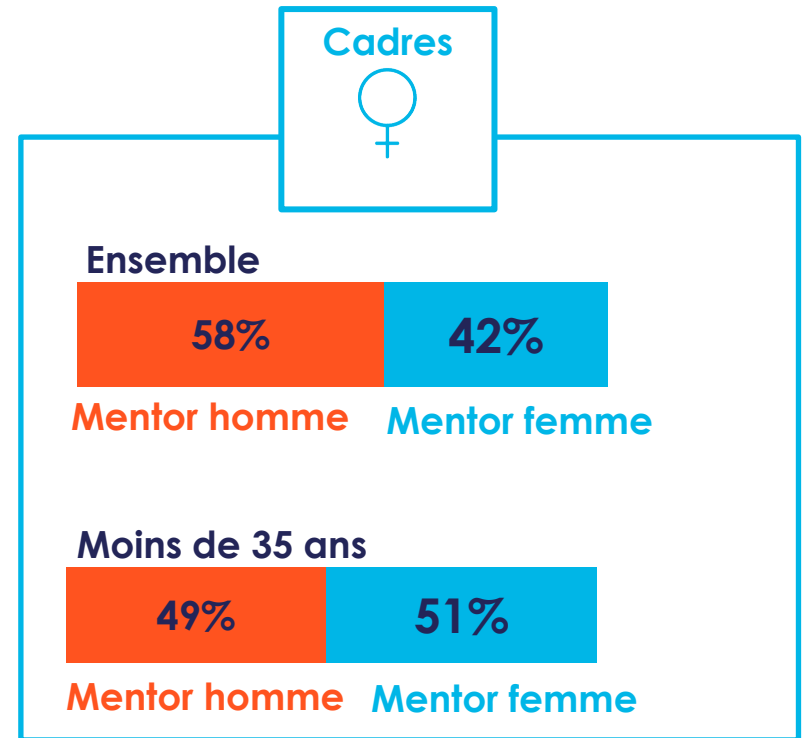 Cadres
Ensemble
58% 42%
Mentor homme Mentor femme
Moins de 35 ans
49% 51%
Mentor homme Mentor femme